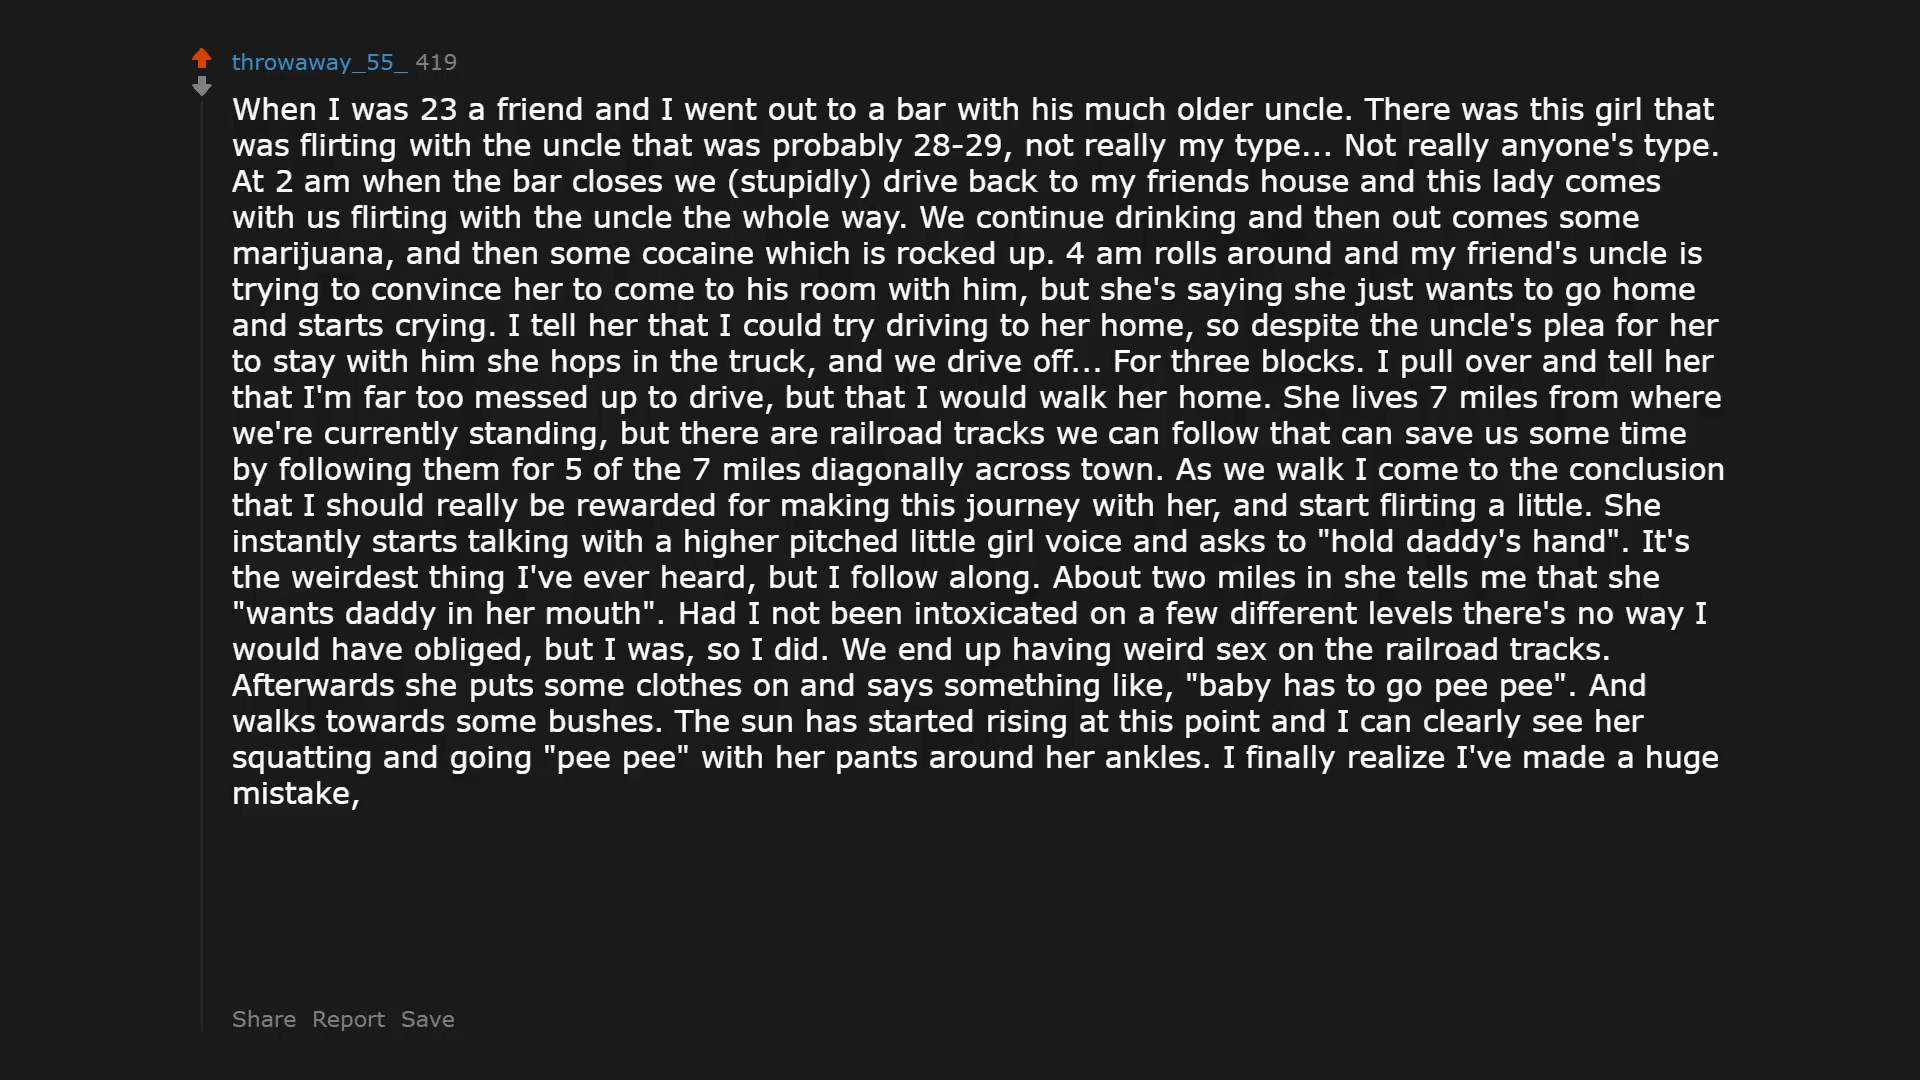 throwaway_55_ 419
When I was 23 a friend and I went out to a bar with his much older uncle. There was this girl that
was flirting with the uncle that was probably 28-29, not really my type... Not really anyone's type.
At 2 am when the bar closes we (stupidly) drive back to my friends house and this lady comes
with us flirting with the uncle the whole way. We continue drinking and then out comes some
marijuana, and then some cocaine which is rocked up. 4 am rolls around and my friend's uncle is
trying to convince her to come to his room with him, but she's saying she just wants to go home
and starts crying. I tell her that I could try driving to her home, so despite the uncle's plea for her
to stay with him she hops in the truck, and we drive off... For three blocks. I pull over and tell her
that I'm far too messed up to drive, but that I would walk her home. She lives 7 miles from where
we're currently standing, but there are railroad tracks we can follow that can save us some time
by following them for 5 of the 7 miles diagonally across town. As we walk I come to the conclusion
that I should really be rewarded for making this journey with her, and start flirting a little. She
instantly starts talking with a higher pitched little girl voice and asks to "hold daddy's hand". It's
the weirdest thing I've ever heard, but I follow along. About two miles in she tells me that she
"wants daddy in her mouth". Had I not been intoxicated on a few different levels there's no way I
would have obliged, but I was, so I did. We end up having weird sex on the railroad tracks.
Afterwards she puts some clothes on and says something like, "baby has to go pee pee". And
walks towards some bushes. The sun has started rising at this point and I can clearly see her
squatting and going "pee pee" with her pants around her ankles. I finally realize I've made a huge
mistake,
Share Report Save